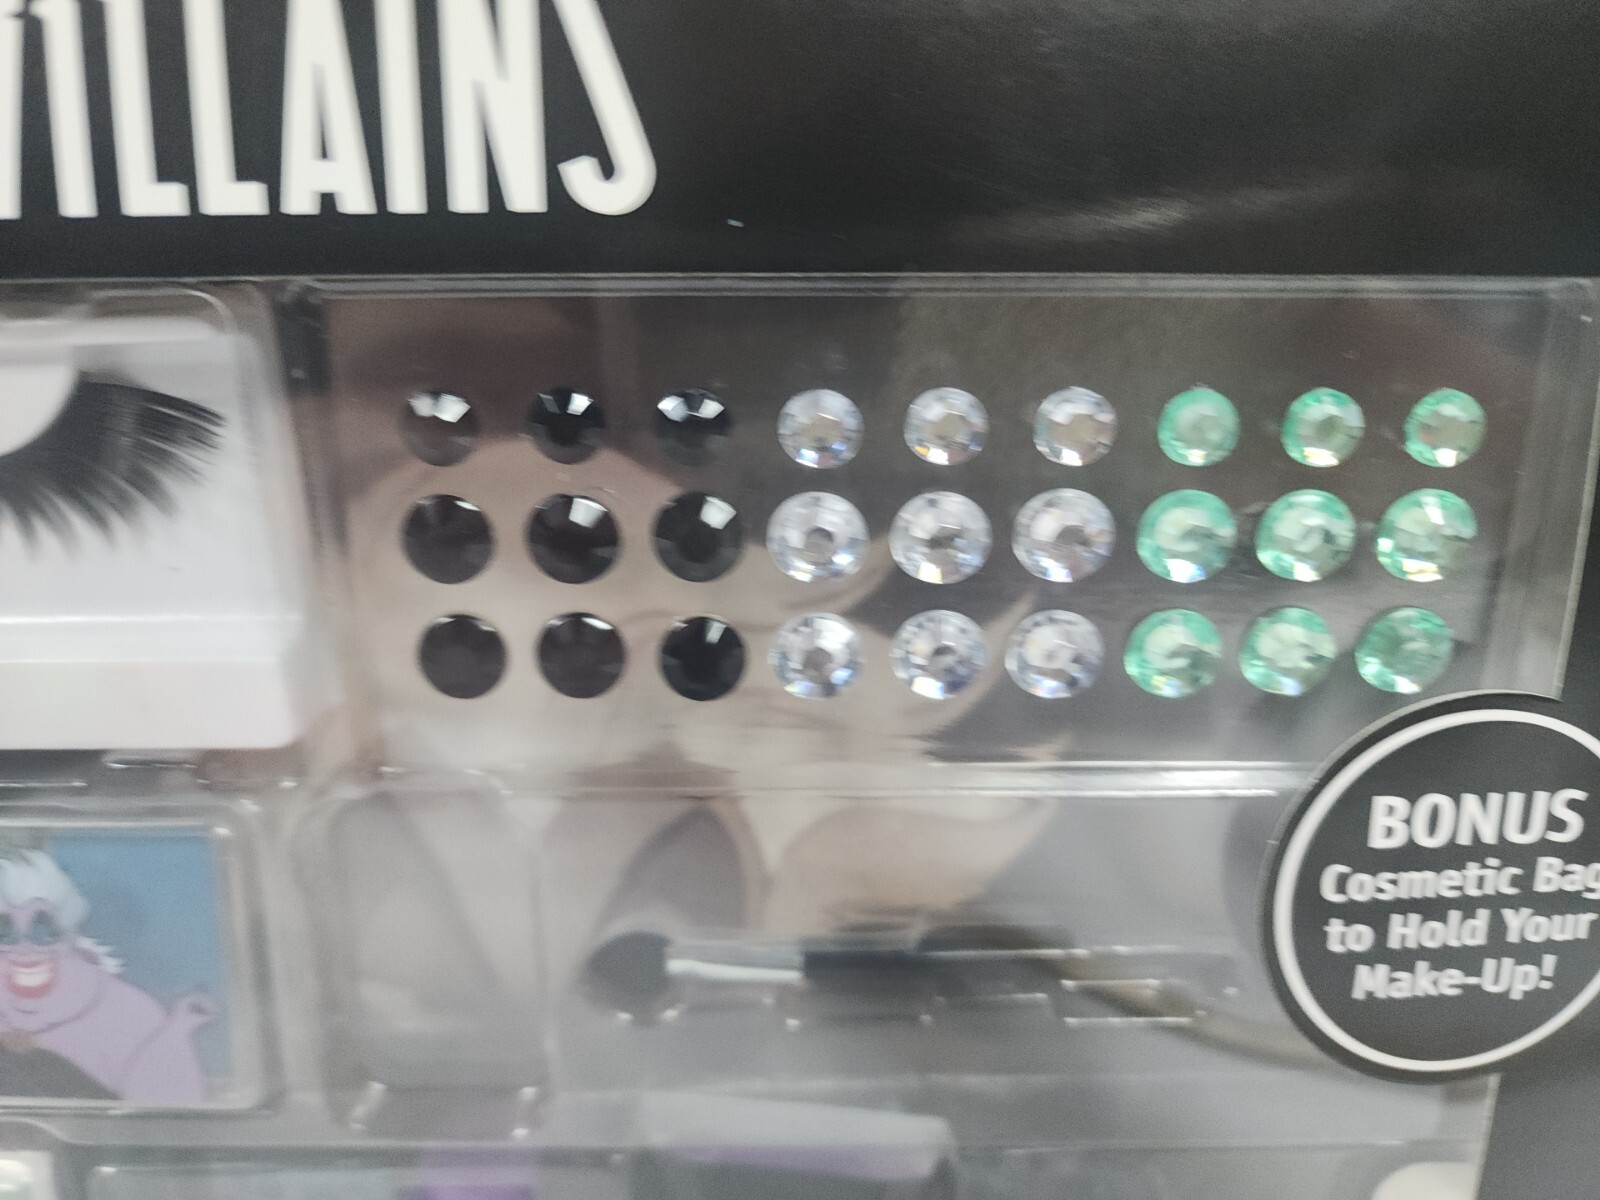 VILLAINS
BONUS
Cosmetic Bag
to Hold Your
Make-Up!